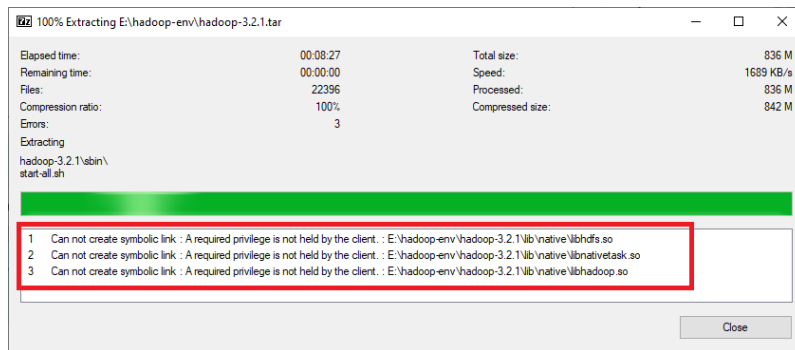 7z 100% Extracting E:\hadoop-env\hadoop-3.2.1.tar
Elapsed time: 00:08:27 Total size: 836 M
Remaining time: 00:00:00 Speed: 1689 KB/s
Files: 22396 Processed: 836 M
Compression ratio: 100% Compressed size: 842 M
Errors: 3
Extracting
hadoop-3.2.1\sbin\
start-all.sh
1 Can not create symbolic link : A required privilege is not held by the client. : E:\hadoop-env\hadoop-3.2.1\lib\native\libhdfs.so
2 Can not create symbolic link : A required privilege is not held by the client. : E:\hadoop-env\hadoop-3.2.1\lib\native\libnativetask.so
3 Can not create symbolic link : A required privilege is not held by the client. : E:\hadoop-env\hadoop-3.2.1\lib\native\libhadoop.so
Close